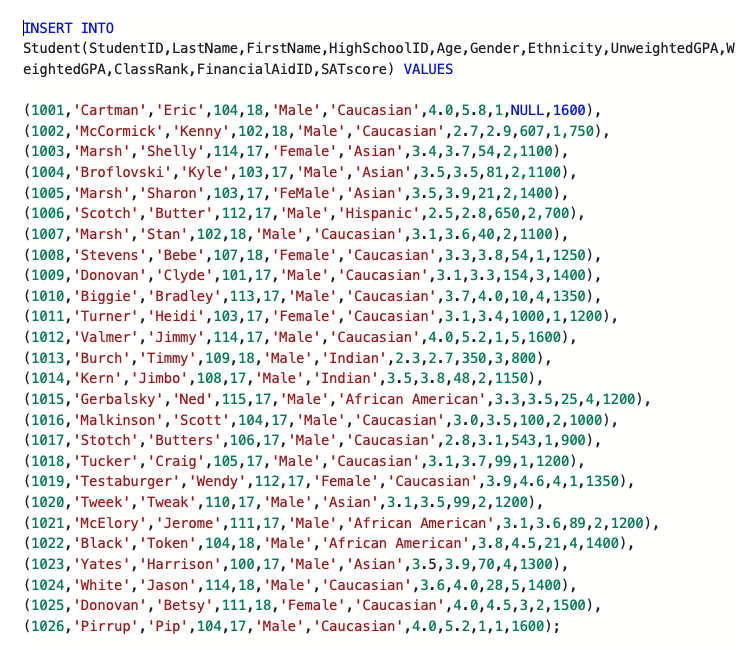 INSERT INTO
Student(StudentID,LastName,FirstName,HighSchoolID,Age,Gender,Ethnicity,UnweightedGPA,W
eightedGPA,ClassRank,FinancialAidID,SATscore) VALUES
(1001,'Cartman','Eric',104,18,'Male','Caucasian',4.0,5.8,1,NULL,1600),
(1002,'McCormick','Kenny',102,18,'Male','Caucasian',2.7,2.9,607,1,750),
(1003,'Marsh','Shelly',114,17,'Female','Asian',3.4,3.7,54,2,1100),
(1004,'Broflovski','Kyle',103,17,'Male','Asian',3.5,3.5,81,2,1100),
(1005,'Marsh','Sharon',103,17,'FeMale','Asian',3.5,3.9,21,2,1400),
(1006,'Scotch','Butter',112,17,'Male','Hispanic',2.5,2.8,650,2,700),
(1007,'Marsh','Stan',102,18,'Male','Caucasian',3.1,3.6,40,2,1100),
(1008,'Stevens','Bebe',107,18,'Female','Caucasian',3.3,3.8,54,1,1250),
(1009,'Donovan','Clyde',101,17,'Male','Caucasian',3.1,3.3,154,3,1400),
(1010,'Biggie','Bradley',113,17,'Male','Caucasian',3.7,4.0,10,4,1350),
(1011,'Turner','Heidi',103,17,'Female','Caucasian',3.1,3.4,1000,1,1200),
(1012,'Valmer','Jimmy',114,17,'Male','Caucasian',4.0,5.2,1,5,1600),
(1013,'Burch','Timmy',109,18,'Male','Indian',2.3,2.7,350,3,800),
(1014,'Kern','Jimbo',108,17,'Male','Indian',3.5,3.8,48,2,1150),
(1015,'Gerbalsky','Ned',115,17,'Male','African American',3.3,3.5,25,4,1200),
(1016,'Malkinson','Scott',104,17,'Male','Caucasian',3.0,3.5,100,2,1000),
(1017,'Stotch','Butters',106,17,'Male','Caucasian',2.8,3.1,543,1,900),
(1018,'Tucker','Craig',105,17,'Male','Caucasian',3.1,3.7,99,1,1200),
(1019,'Testaburger','Wendy',112,17,'Female','Caucasian',3.9,4.6,4,1,1350),
(1020,'Tweek','Tweak',110,17,'Male','Asian',3.1,3.5,99,2,1200),
(1021,'McElory','Jerome',111,17,'Male','African American',3.1,3.6,89,2,1200),
(1022,'Black','Token',104,18,'Male','African American',3.8,4.5,21,4,1400),
(1023,'Yates','Harrison',100,17,'Male','Asian',3.5,3.9,70,4,1300),
(1024,'White','Jason',114,18,'Male','Caucasian',3.6,4.0,28,5,1400),
(1025,'Donovan','Betsy',111,18,'Female','Caucasian',4.0,4.5,3,2,1500),
(1026,'Pirrup','Pip',104,17,'Male','Caucasian',4.0,5.2,1,1,1600);